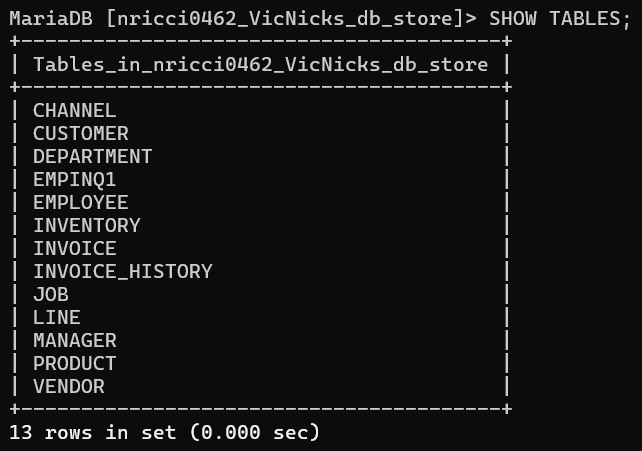 MariaDB [nricci0462_VicNicks_db_store]> SHOW TABLES;
+----------------------------------------+
| Tables_in_nricci0462_VicNicks_db_store |
+----------------------------------------+
| CHANNEL                                |
| CUSTOMER                               |
| DEPARTMENT                             |
| EMPINQ1                                |
| EMPLOYEE                               |
| INVENTORY                              |
| INVOICE                                |
| INVOICE_HISTORY                        |
| JOB                                    |
| LINE                                   |
| MANAGER                                |
| PRODUCT                                |
| VENDOR                                 |
+----------------------------------------+
13 rows in set (0.000 sec)